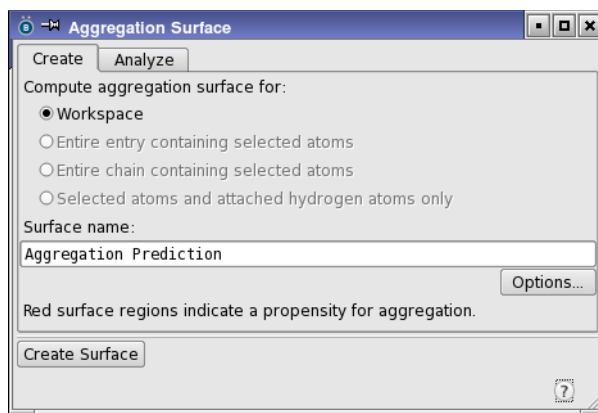 Aggregation Surface
Create Analyze
Compute aggregation surface for:
Workspace
Entire entry containing selected atoms
Entire chain containing selected atoms
Selected atoms and attached hydrogen atoms only
Surface name:
Aggregation Prediction
Options...
Red surface regions indicate a propensity for aggregation.
Create Surface
?